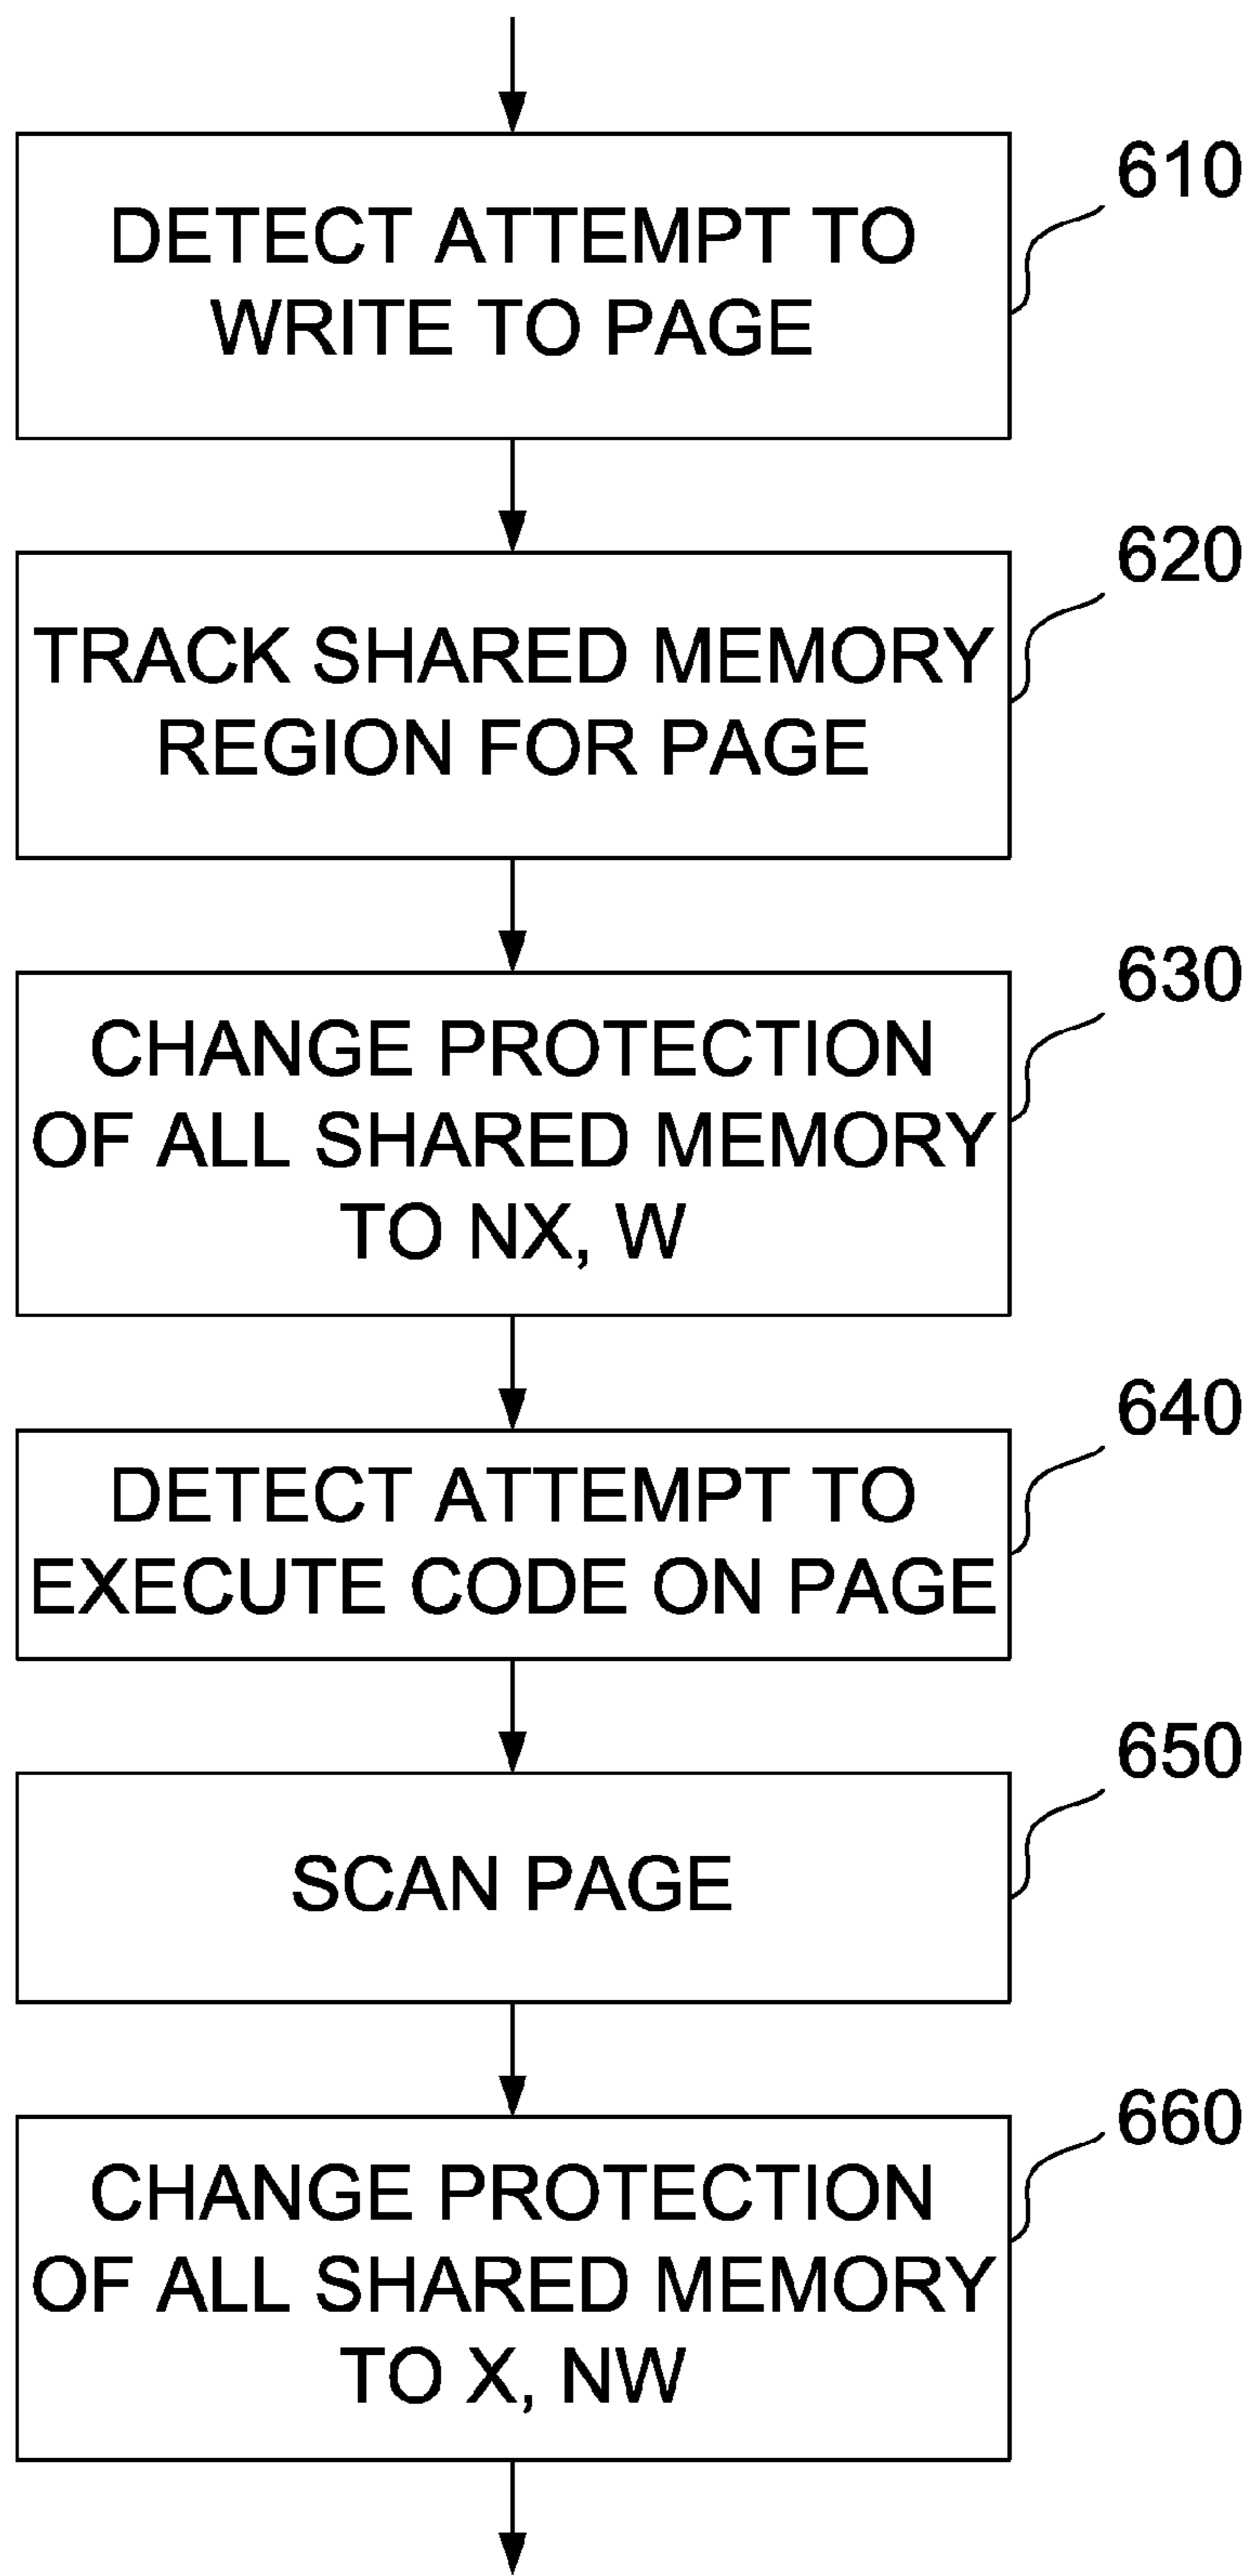 610
DETECT ATTEMPT TO
WRITE TO PAGE
620
TRACK SHARED MEMORY
REGION FOR PAGE
630
CHANGE PROTECTION
OF ALL SHARED MEMORY
TO NX, W
640
DETECT ATTEMPT TO
EXECUTE CODE ON PAGE
650
SCAN PAGE
660
CHANGE PROTECTION
OF ALL SHARED MEMORY
TO X, NW